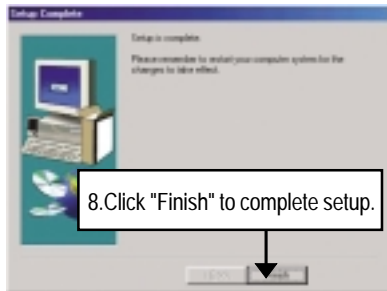 Setup Complete
Setup is complete.
Please remember to restart your computer system for the
changes to take effect.
8.Click "Finish" to complete setup.
Finish